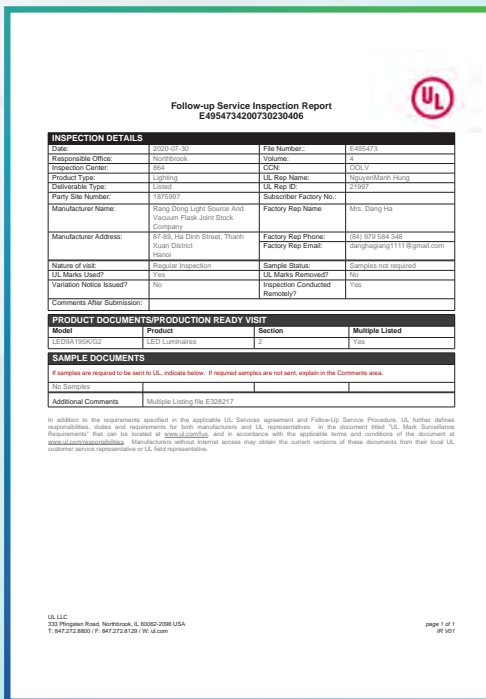 UL
Follow-up Service Inspection Report
E4954734200730230406
INSPECTION DETAILS
Date: 2020-07-30 File Number.: E495473
Responsible Office: Northbrook Volume: 4
Inspection Center: 864 CCN: OOLV
Product Type: Lighting UL Rep Name: NguyenManh Hung
Deliverable Type: Listed UL Rep ID: 21997
Party Site Number: 1875997 Subscriber Factory No.:
Manufacturer Name: Rang Dong Light Source And Factory Rep Name Mrs. Dang Ha
Vacuum Flask Joint Stock
Company
Manufacturer Address: 87-89, Ha Dinh Street, Thanh Factory Rep Phone: (84) 979 584 348
Xuan District Factory Rep Email: danghagiang1111@gmail.com
Hanoi
Nature of visit: Regular Inspection Sample Status: Samples not required
UL Marks Used? Yes UL Marks Removed? No
Variation Notice Issued? No Inspection Conducted Yes
Remotely?
Comments After Submission:
PRODUCT DOCUMENTS/PRODUCTION READY VISIT
Model Product Section Multiple Listed
LED9A195K/G2 LED Luminaires 2 Yes
SAMPLE DOCUMENTS
If samples are required to be sent to UL, indicate below. If required samples are not sent, explain in the Comments area.
No Samples
Additional Comments Multiple Listing file E328217
In addition to the requirements specified in the applicable UL Services agreement and Follow-Up Service Procedure, UL further defines
responsibilities, duties and requirements for both manufacturers and UL representatives in the document titled "UL Mark Surveillance
Requirements" that can be located at www.ul.com/fus, and in accordance with the applicable terms and conditions of the document at
www.ul.com/responsibilities. Manufacturers without Internet access may obtain the current versions of these documents from their local UL
customer service representative or UL field representative.
UL LLC
333 Pfingsten Road, Northbrook, IL 60062-2096 USA page 1 of 1
T: 847.272.8800 / F: 847.272.8129 / W: ul.com IR V01